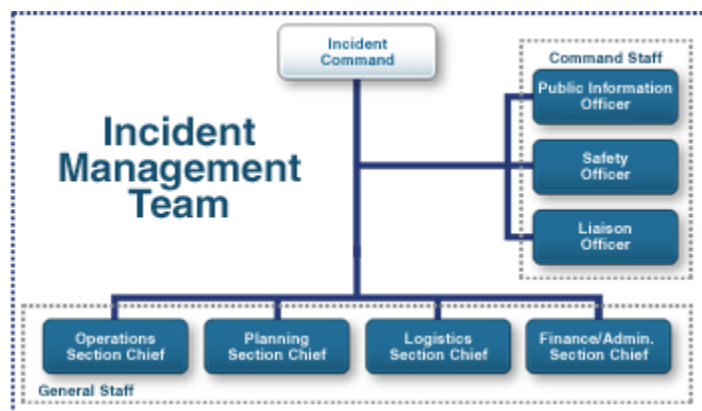 Incident
Command
Command Staff
Public Information
Officer
Incident
Management
Team
Safety
Officer
Liaison
Officer
Operations
Section Chief
Planning
Section Chief
Logistics
Section Chief
Finance/Admin.
Section Chief
General Staff